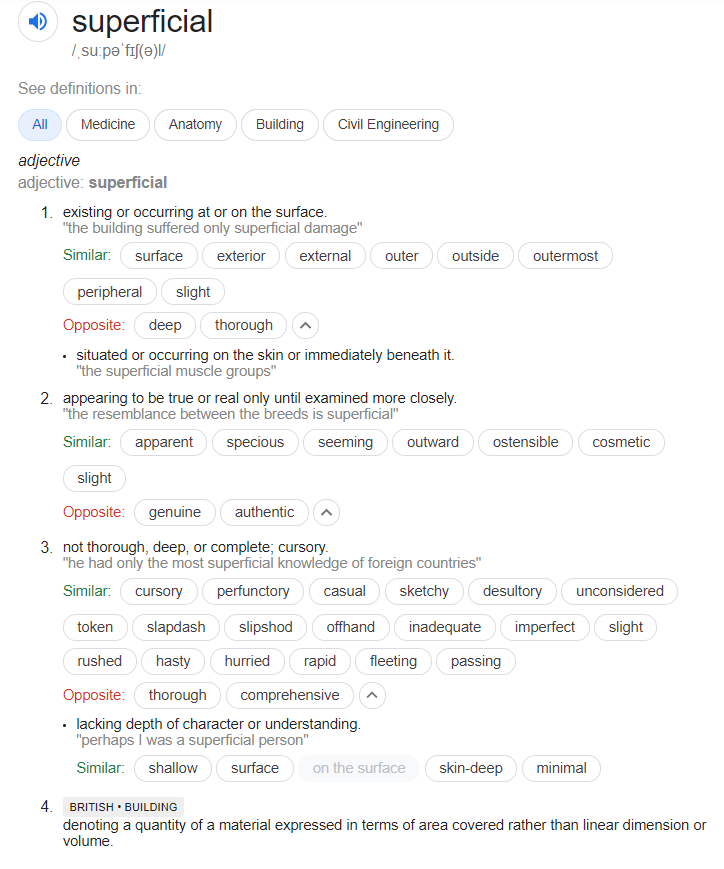 superficial
/ˌsuːpəˈfɪʃ(ə)l/
See definitions in:
All Medicine Anatomy Building Civil Engineering
adjective
adjective: superficial
1. existing or occurring at or on the surface.
"the building suffered only superficial damage"
Similar: surface exterior external outer outside outermost
peripheral slight
Opposite: deep thorough
• situated or occurring on the skin or immediately beneath it.
"the superficial muscle groups"
2. appearing to be true or real only until examined more closely.
"the resemblance between the breeds is superficial"
Similar: apparent specious seeming outward ostensible cosmetic
slight
Opposite: genuine authentic
3. not thorough, deep, or complete; cursory.
"he had only the most superficial knowledge of foreign countries"
Similar: cursory perfunctory casual sketchy desultory unconsidered
token slapdash slipshod offhand inadequate imperfect slight
rushed hasty hurried rapid fleeting passing
Opposite: thorough comprehensive
• lacking depth of character or understanding.
"perhaps I was a superficial person"
Similar: shallow surface on the surface skin-deep minimal
4. BRITISH • BUILDING
denoting a quantity of a material expressed in terms of area covered rather than linear dimension or
volume.